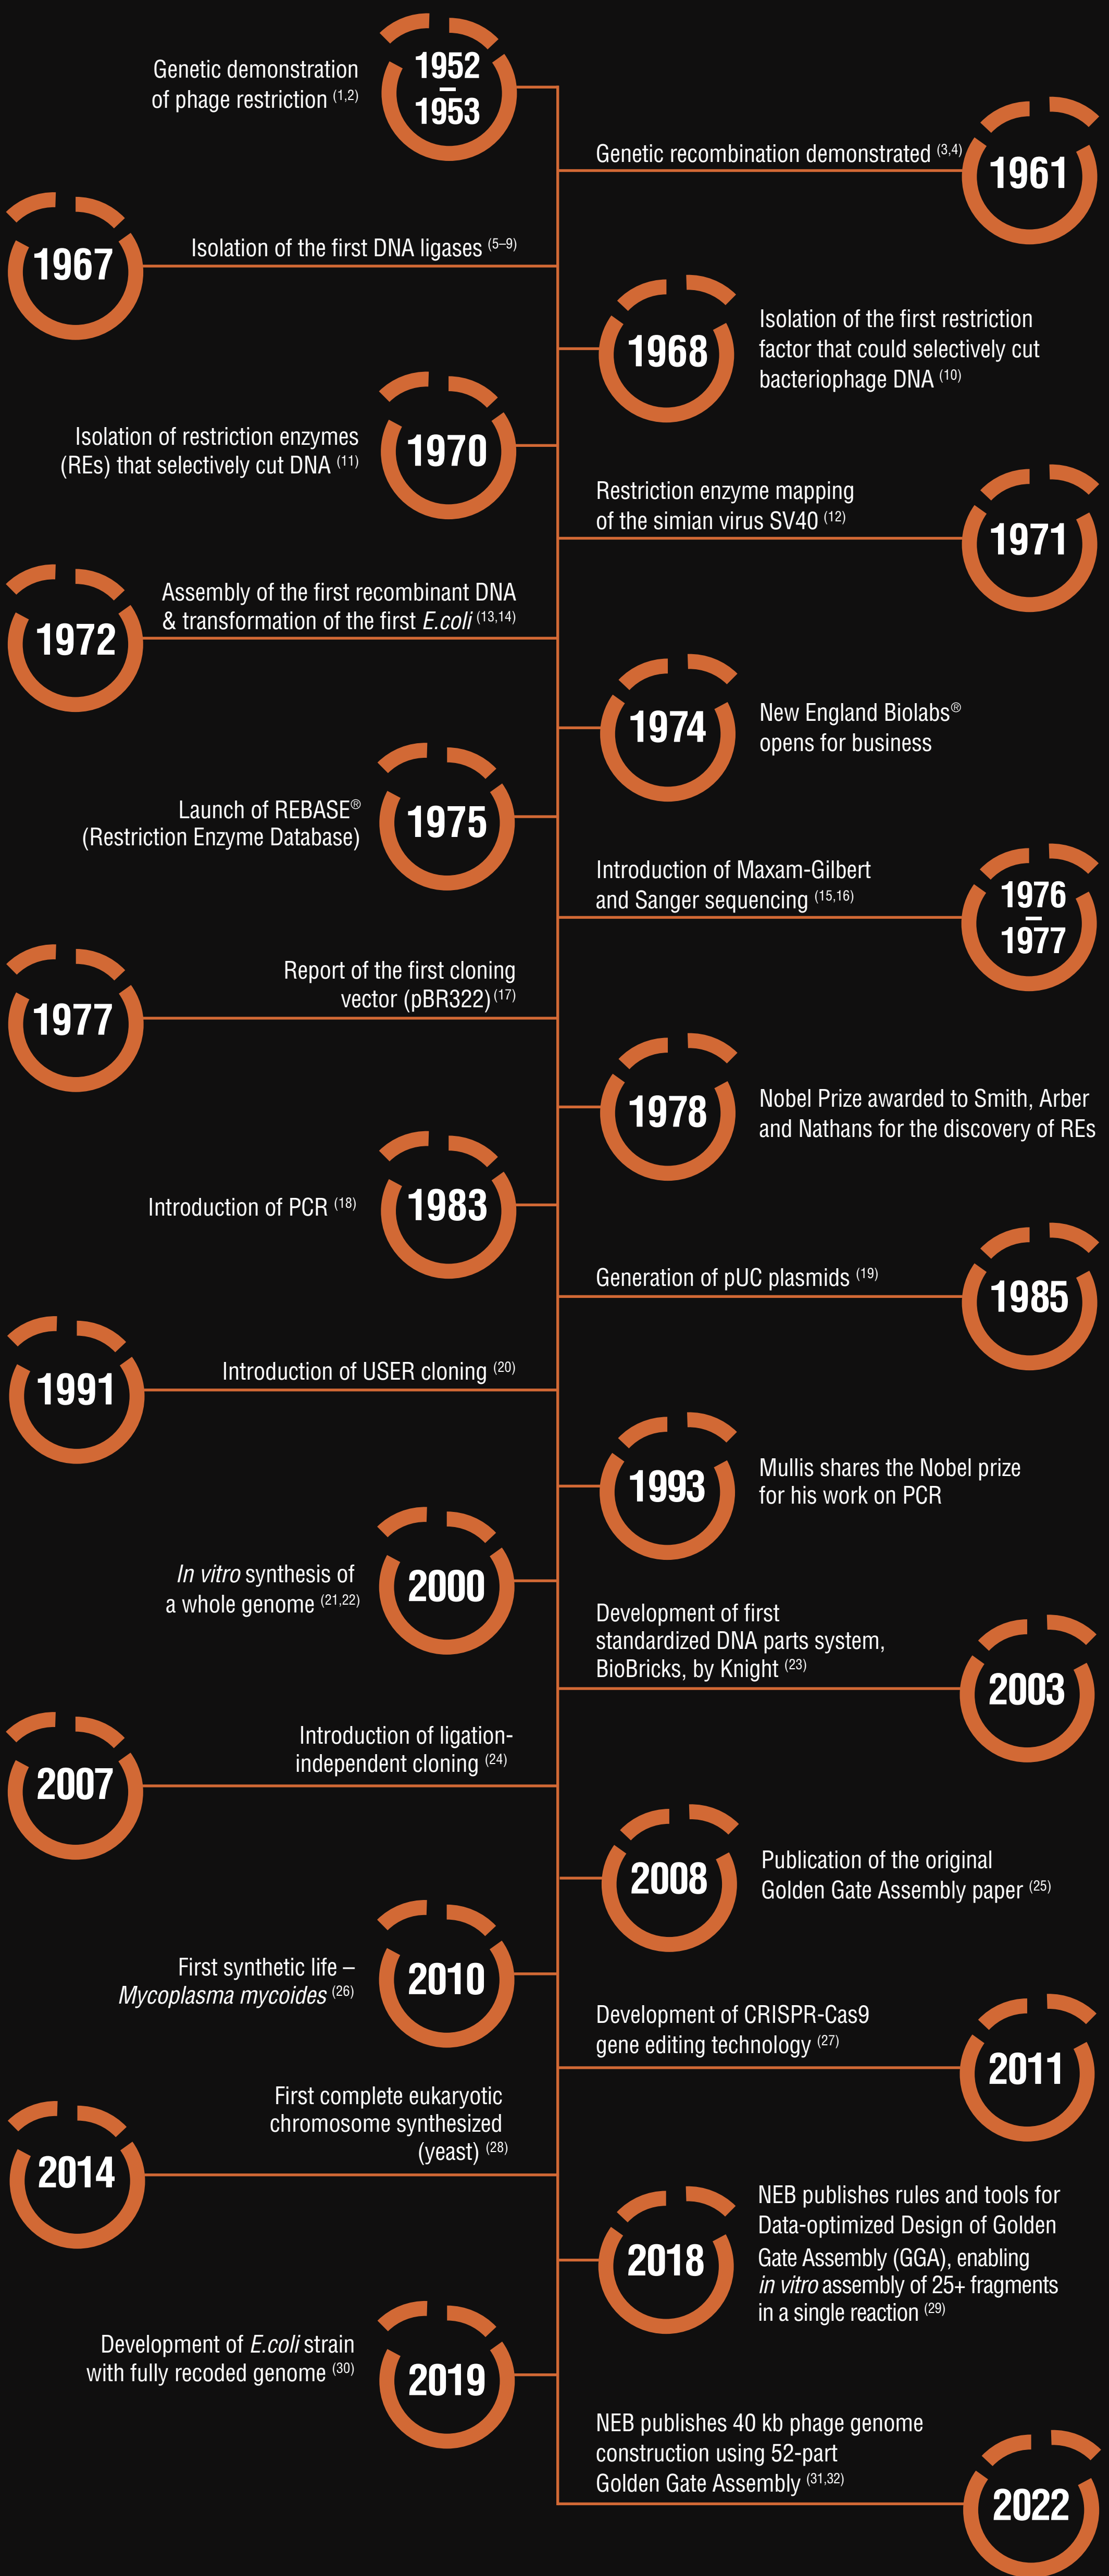 1952
–
1953
Genetic demonstration
of phage restriction (1,2)
Genetic recombination demonstrated (3,4)
1961
1967
Isolation of the first DNA ligases (5–9)
1968
Isolation of the first restriction
factor that could selectively cut
bacteriophage DNA (10)
Isolation of restriction enzymes
(REs) that selectively cut DNA (11)
1970
Restriction enzyme mapping
of the simian virus SV40 (12)
1971
1972
Assembly of the first recombinant DNA
& transformation of the first E.coli (13,14)
1974
New England Biolabs®
opens for business
Launch of REBASE®
(Restriction Enzyme Database)
1975
Introduction of Maxam-Gilbert
and Sanger sequencing (15,16)
1976
–
1977
1977
Report of the first cloning
vector (pBR322) (17)
1978
Nobel Prize awarded to Smith, Arber
and Nathans for the discovery of REs
Introduction of PCR (18)
1983
Generation of pUC plasmids (19)
1985
1991
Introduction of USER cloning (20)
1993
Mullis shares the Nobel prize
for his work on PCR
In vitro synthesis of
a whole genome (21,22)
2000
Development of first
standardized DNA parts system,
BioBricks, by Knight (23)
2003
2007
Introduction of ligation-
independent cloning (24)
2008
Publication of the original
Golden Gate Assembly paper (25)
First synthetic life –
Mycoplasma mycoides (26)
2010
Development of CRISPR-Cas9
gene editing technology (27)
2011
2014
First complete eukaryotic
chromosome synthesized
(yeast) (28)
2018
NEB publishes rules and tools for
Data-optimized Design of Golden
Gate Assembly (GGA), enabling
in vitro assembly of 25+ fragments
in a single reaction (29)
Development of E.coli strain
with fully recoded genome (30)
2019
NEB publishes 40 kb phage genome
construction using 52-part
Golden Gate Assembly (31,32)
2022